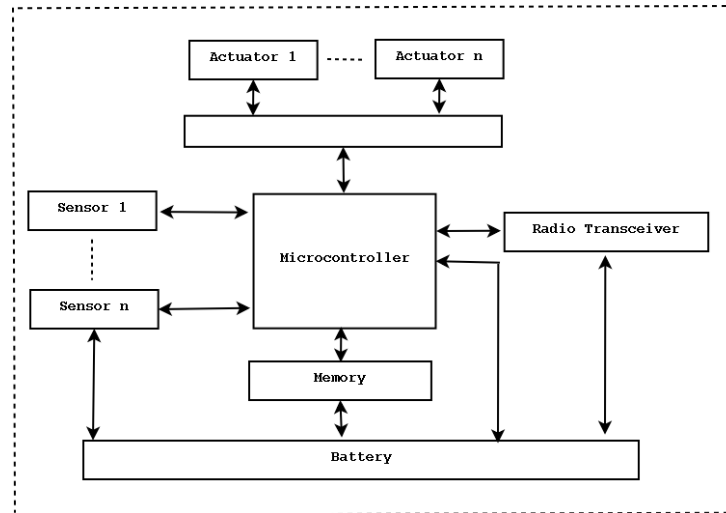 Actuator 1
Actuator n
Sensor 1
Microcontroller
Radio Transceiver
Sensor n
Memory
Battery